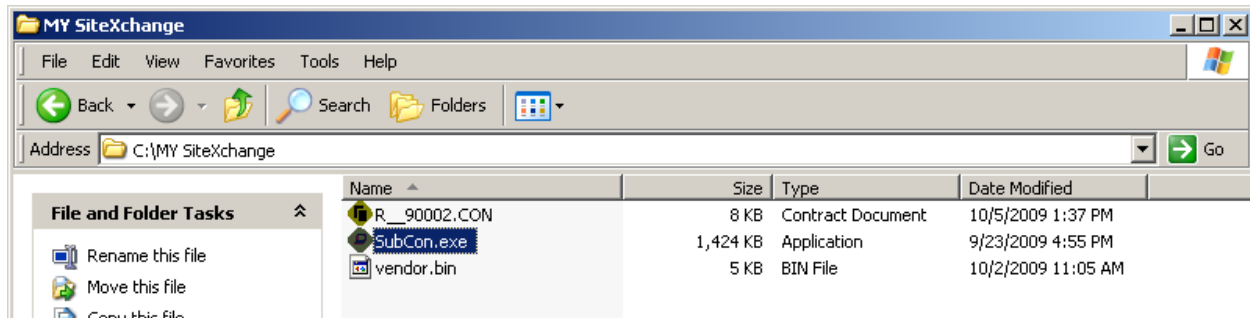 MY SiteXchange
File Edit View Favorites Tools Help
Back Search Folders
Address C:\MY SiteXchange Go
Name Size Type Date Modified
File and Folder Tasks
R__90002.CON 8 KB Contract Document 10/5/2009 1:37 PM
SubCon.exe 1,424 KB Application 9/23/2009 4:55 PM
Rename this file
vendor.bin 5 KB BIN File 10/2/2009 11:05 AM
Move this file
Copy this file